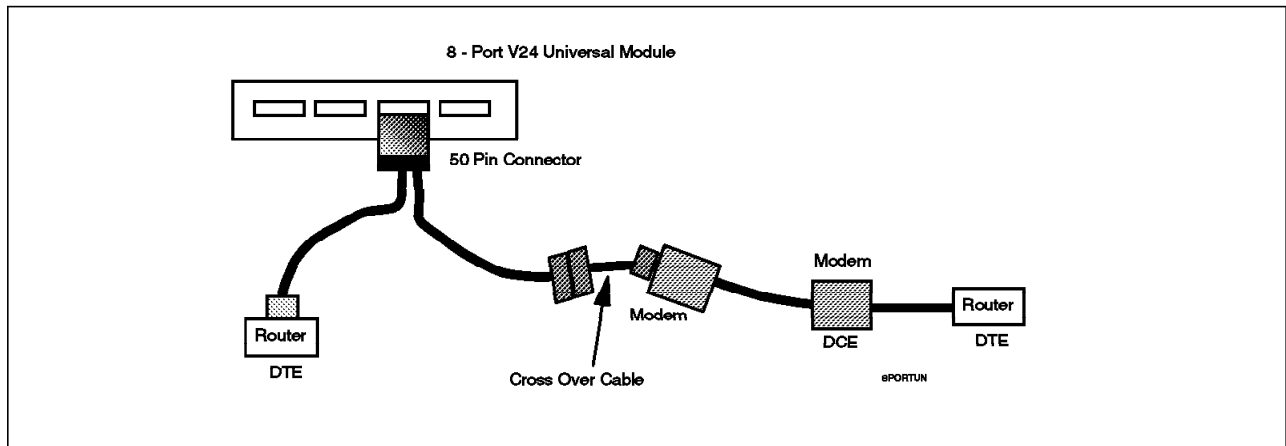 8 - Port V24 Universal Module
50 Pin Connector
Modem
Router
DTE
Modem
DCE
Router
DTE
Cross Over Cable
8PORTUN